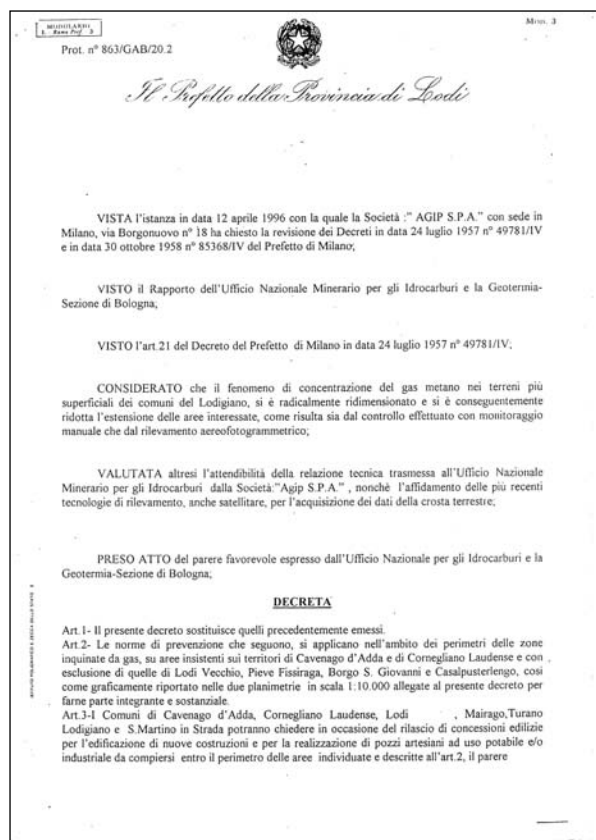 MODULARIO
Mod. 3
Prot. n° 863/GAB/20.2
Il Prefetto della Provincia di Lodi
VISTA l'istanza in data 12 aprile 1996 con la quale la Società :" AGIP S.P.A." con sede in
Milano, via Borgonuovo n° 18 ha chiesto la revisione dei Decreti in data 24 luglio 1957 n° 49781/IV
e in data 30 ottobre 1958 n° 85368/IV del Prefetto di Milano;
VISTO il Rapporto dell'Ufficio Nazionale Minerario per gli Idrocarburi e la Geotermia-
Sezione di Bologna;
VISTO l'art.21 del Decreto del Prefetto di Milano in data 24 luglio 1957 n° 49781/IV;
CONSIDERATO che il fenomeno di concentrazione del gas metano nei terreni più
superficiali dei comuni del Lodigiano, si è radicalmente ridimensionato e si è conseguentemente
ridotta l'estensione delle aree interessate, come risulta sia dal controllo effettuato con monitoraggio
manuale che dal rilevamento aereofotogrammetrico;
VALUTATA altresì l'attendibilità della relazione tecnica trasmessa all'Ufficio Nazionale
Minerario per gli Idrocarburi dalla Società:"Agip S.P.A." , nonchè l'affidamento delle più recenti
tecnologie di rilevamento, anche satellitare, per l'acquisizione dei dati della crosta terrestre;
PRESO ATTO del parere favorevole espresso dall'Ufficio Nazionale per gli Idrocarburi e la
Geotermia-Sezione di Bologna;
DECRETA
Art.1- Il presente decreto sostituisce quelli precedentemente emessi.
Art.2- Le norme di prevenzione che seguono, si applicano nell'ambito dei perimetri delle zone
inquinate da gas, su aree insistenti sui territori di Cavenago d'Adda e di Cornegliano Laudense e con
esclusione di quelle di Lodi Vecchio, Pieve Fissiraga, Borgo S. Giovanni e Casalpusterlengo, così
come graficamente riportato nelle due planimetrie in scala 1:10.000 allegate al presente decreto per
farne parte integrante e sostanziale.
Art.3-I Comuni di Cavenago d'Adda, Cornegliano Laudense, Lodi , Mairago,Turano
Lodigiano e S.Martino in Strada potranno chiedere in occasione del rilascio di concessioni edilizie
per l'edificazione di nuove costruzioni e per la realizzazione di pozzi artesiani ad uso potabile e/o
industriale da compiersi entro il perimetro delle aree individuate e descritte all'art.2, il parere